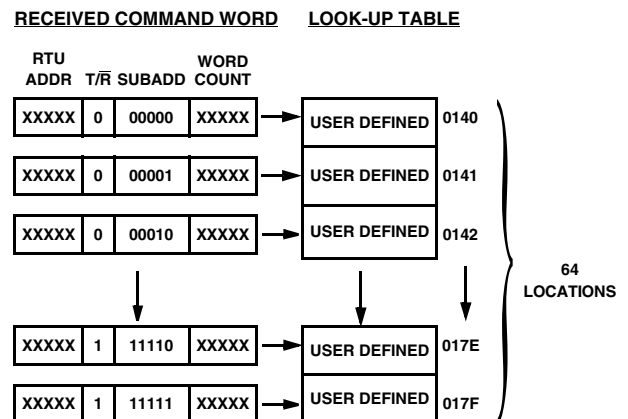 RECEIVED COMMAND WORD LOOK-UP TABLE
RTU ADDR T/R̅ SUBADD WORD COUNT
XXXXX 0 00000 XXXXX USER DEFINED 0140
XXXXX 0 00001 XXXXX USER DEFINED 0141
XXXXX 0 00010 XXXXX USER DEFINED 0142
64
LOCATIONS
XXXXX 1 11110 XXXXX USER DEFINED 017E
XXXXX 1 11111 XXXXX USER DEFINED 017F